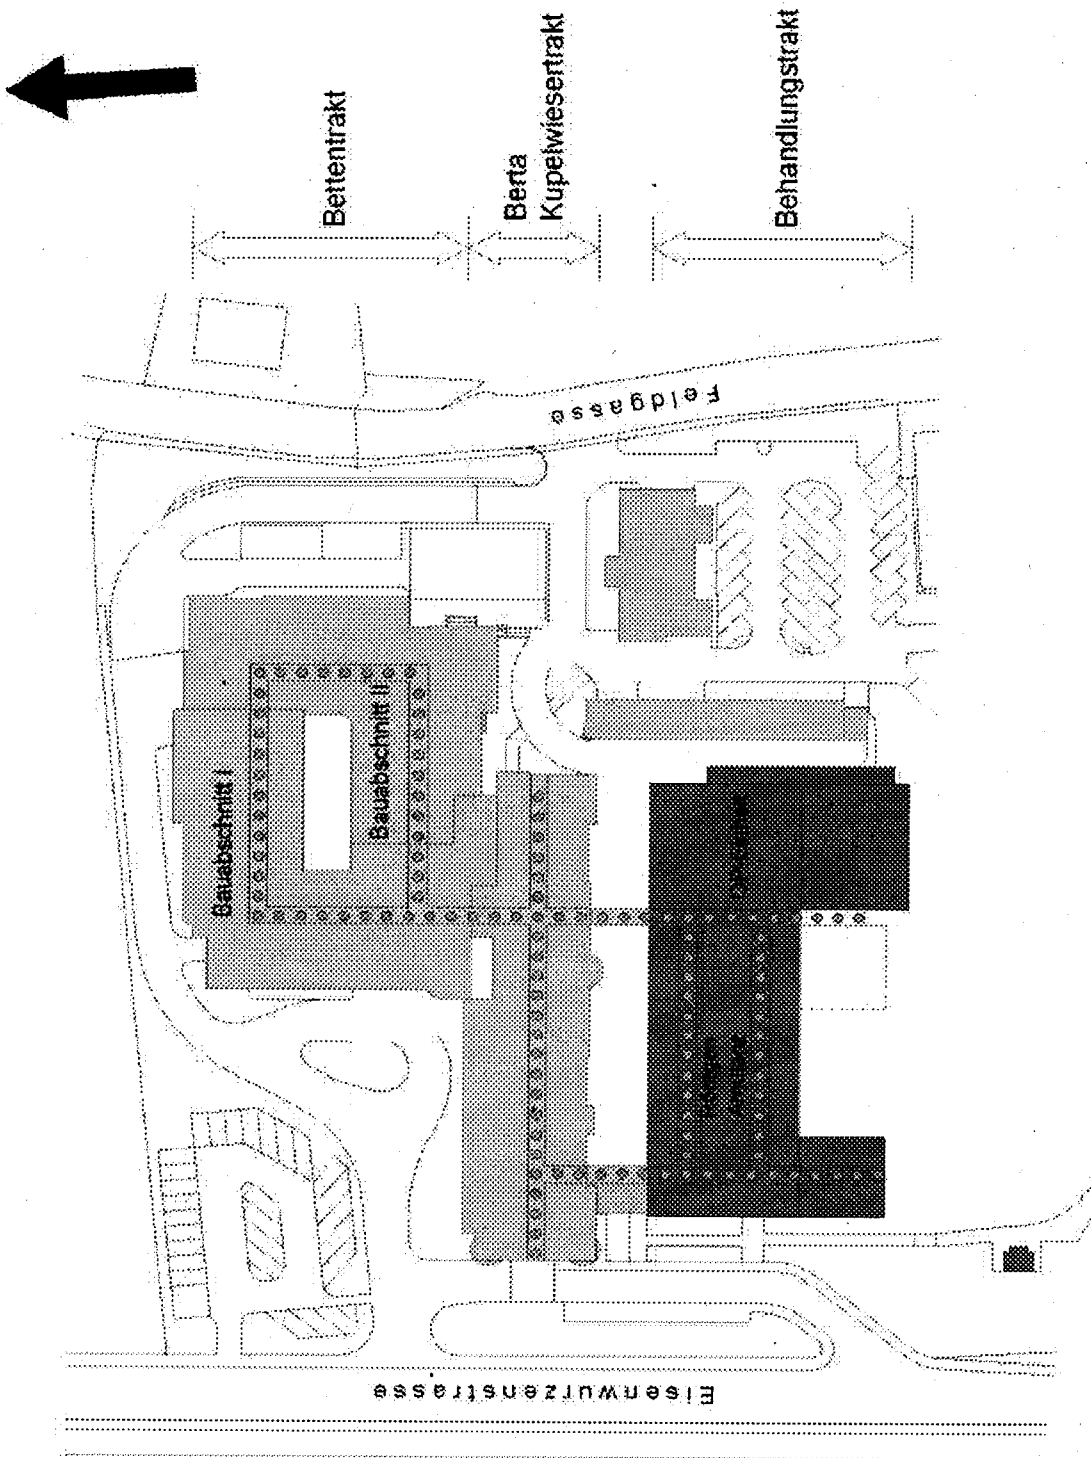 Bettentrakt
Berta
Kupelwiesertrakt
Behandlungstrakt
Feldgasse
Bauabschnitt I
Bauabschnitt II
Eisenwurzenstrasse